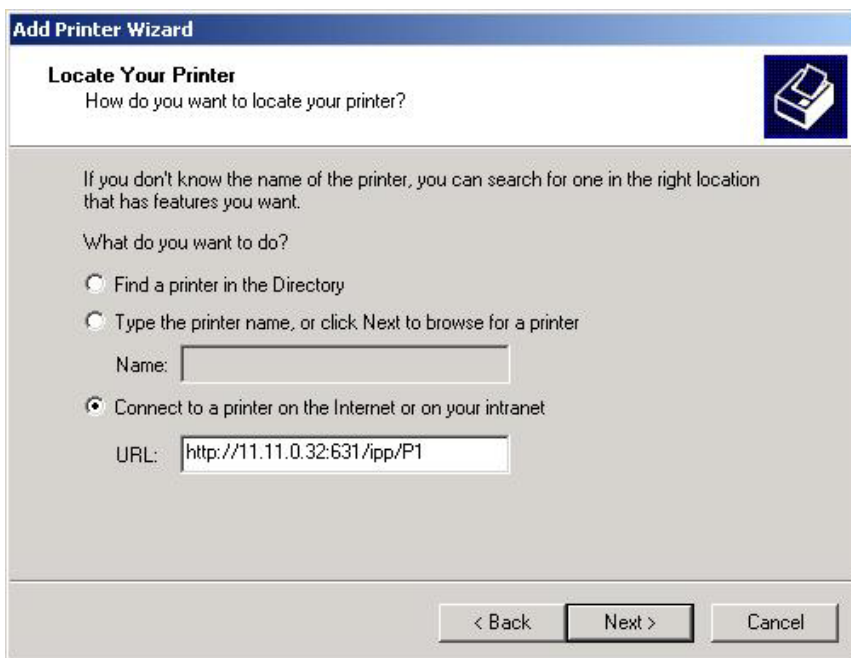 Add Printer Wizard
Locate Your Printer
How do you want to locate your printer?
If you don't know the name of the printer, you can search for one in the right location
that has features you want.
What do you want to do?
Find a printer in the Directory
Type the printer name, or click Next to browse for a printer
Name:
Connect to a printer on the Internet or on your intranet
URL: http://11.11.0.32:631/ipp/P1
< Back Next > Cancel